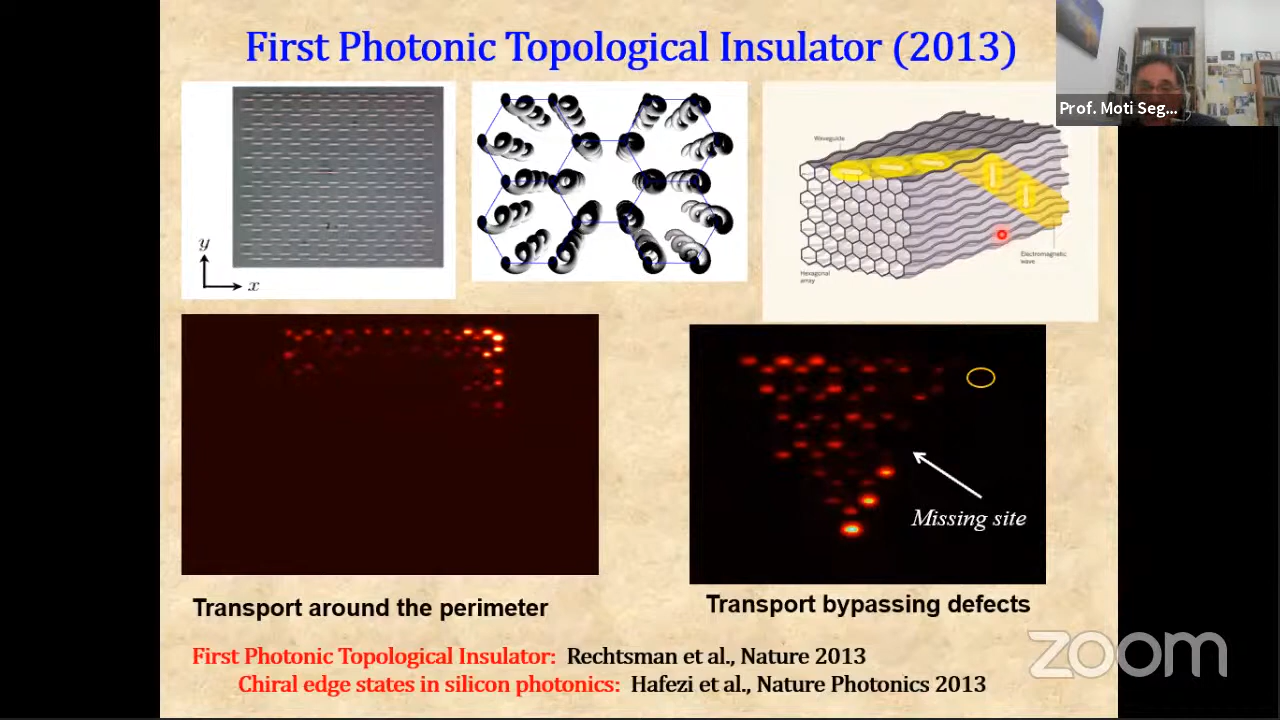 First Photonic Topological Insulator (2013)
Prof. Moti Seg...
Waveguide
y
x
Hexagonal
array
Electromagnetic
wave
Missing site
Transport around the perimeter
Transport bypassing defects
First Photonic Topological Insulator: Rechtsman et al., Nature 2013
Chiral edge states in silicon photonics: Hafezi et al., Nature Photonics 2013
zoom